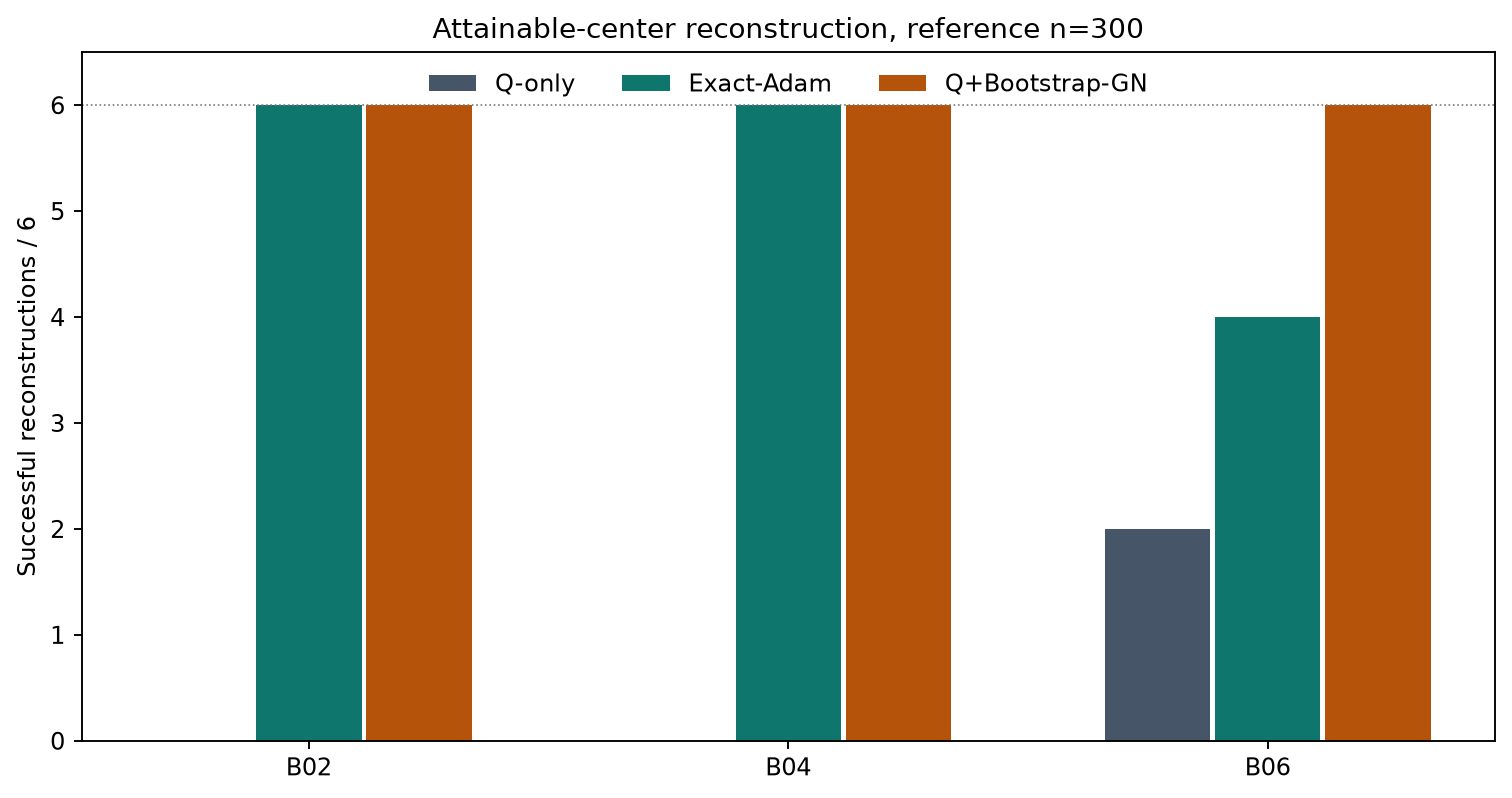 Attainable-center reconstruction, reference n=300
Q-only Exact-Adam Q+Bootstrap-GN
Successful reconstructions / 6
6
5
4
3
2
1
0
B02 B04 B06